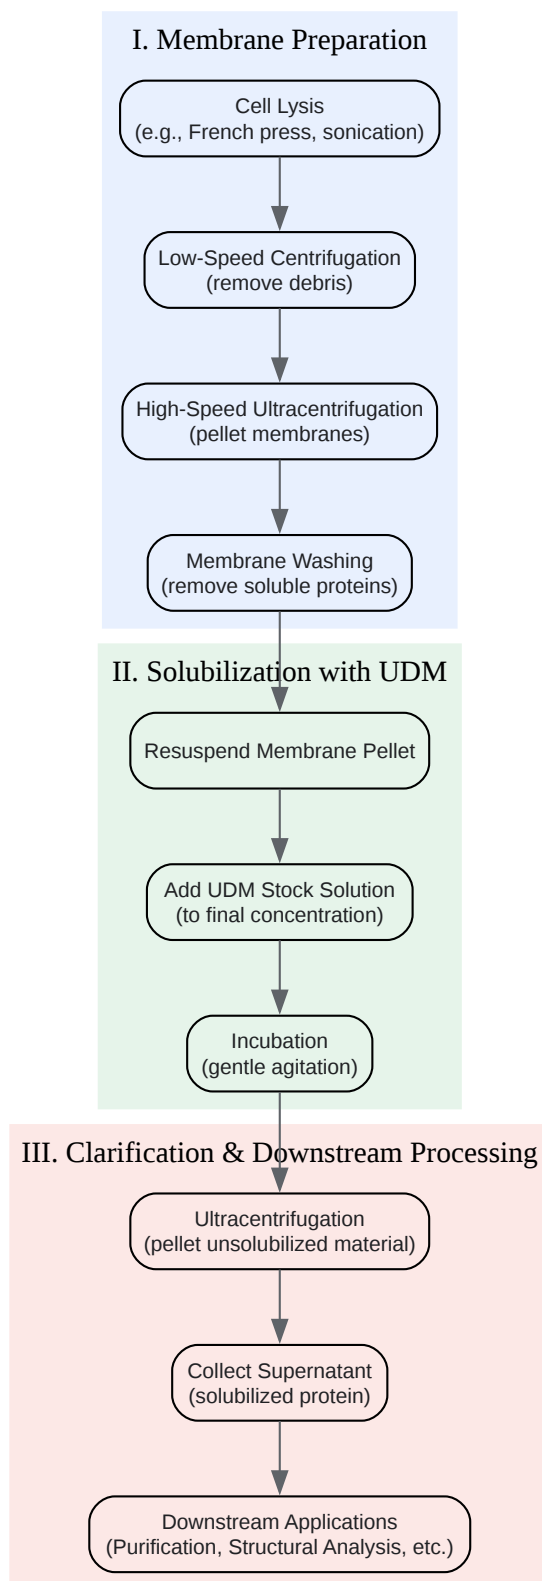 I. Membrane Preparation
Cell Lysis
(e.g., French press, sonication)
Low-Speed Centrifugation
(remove debris)
High-Speed Ultracentrifugation
(pellet membranes)
Membrane Washing
(remove soluble proteins)
II. Solubilization with UDM
Resuspend Membrane Pellet
Add UDM Stock Solution
(to final concentration)
Incubation
(gentle agitation)
III. Clarification & Downstream Processing
Ultracentrifugation
(pellet unsolubilized material)
Collect Supernatant
(solubilized protein)
Downstream Applications
(Purification, Structural Analysis, etc.)